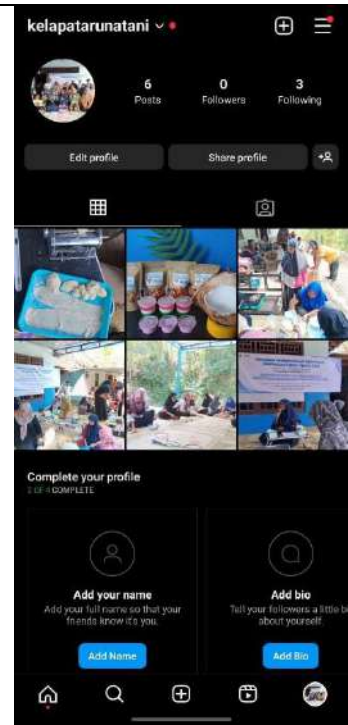 kelapatarunatani
6 0 3
Posts Followers Following
Edit profile Share profile
Complete your profile
2 OF 4 COMPLETE
Add your name Add bio
Add your full name so that your Tell your followers a little b
friends know it's you. about yourself.
Add Name Add Bio